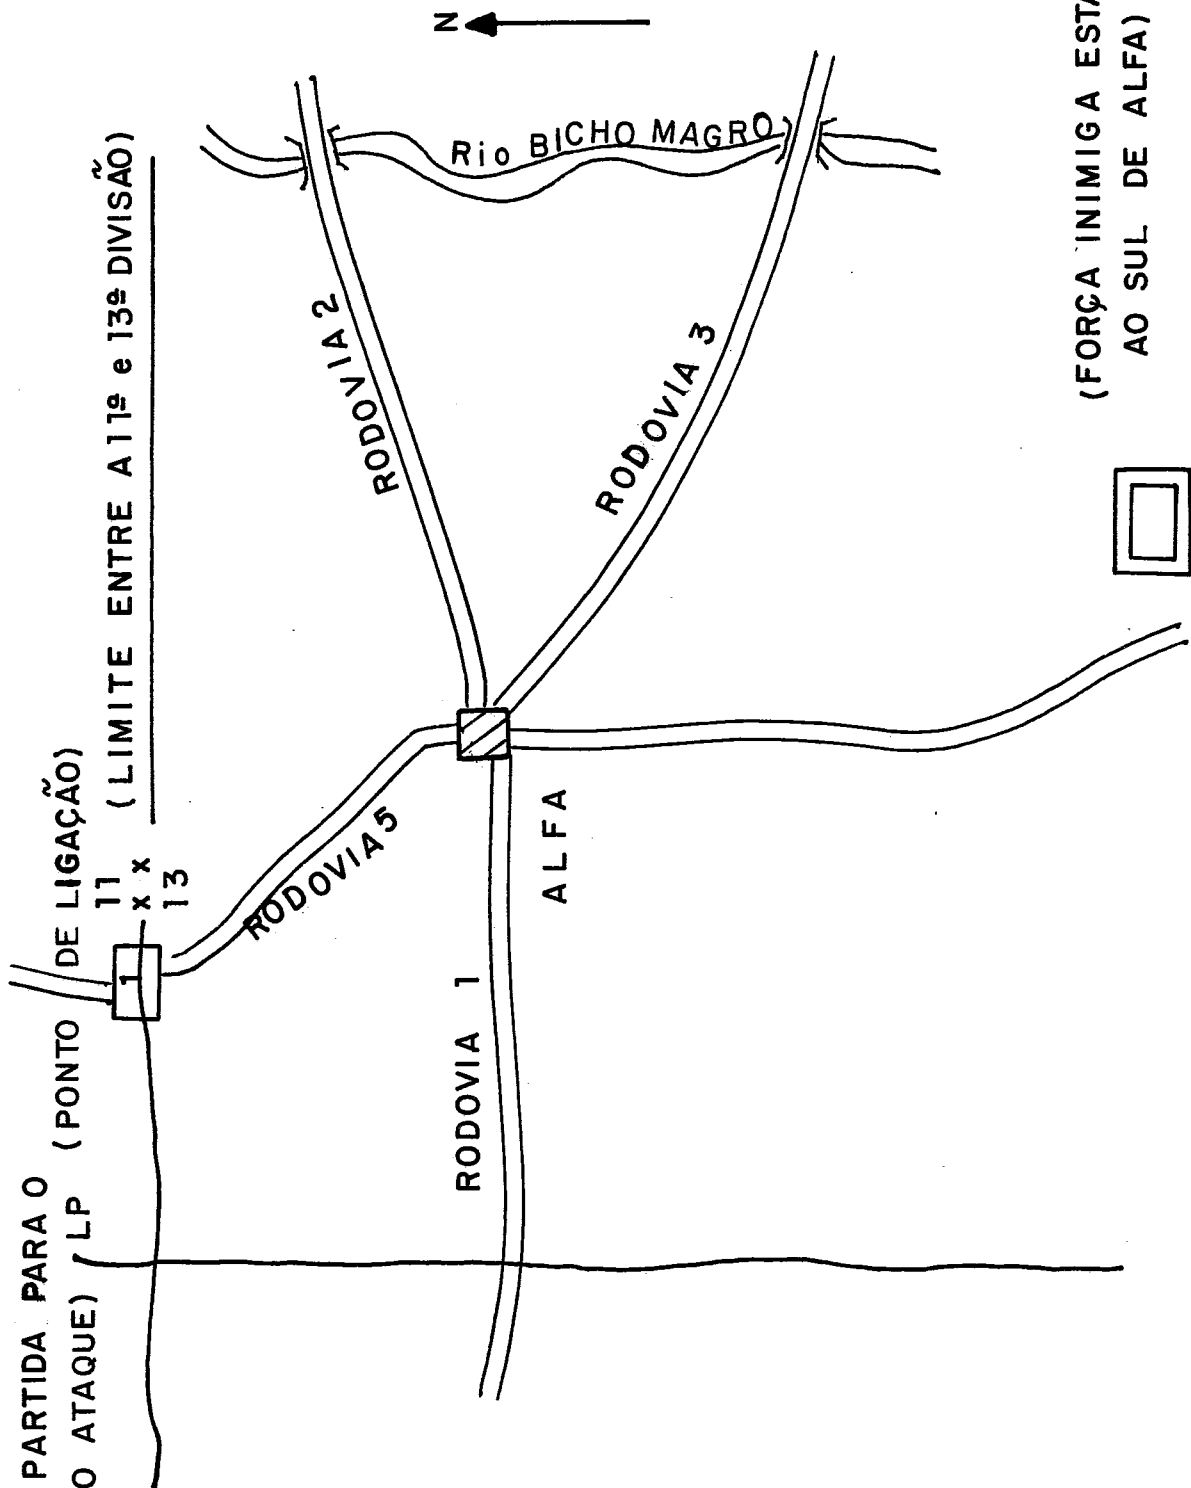 PARTIDA PARA O
O ATAQUE) LP
(PONTO DE LIGAÇÃO)
11
x x
13
(LIMITE ENTRE A 11ª e 13ª DIVISÃO)
1
N
RODOVIA 5
RODOVIA 2
Rio BICHO MAGRO
RODOVIA 1
ALFA
RODOVIA 3
(FORÇA INIMIGA ESTÁ
AO SUL DE ALFA)